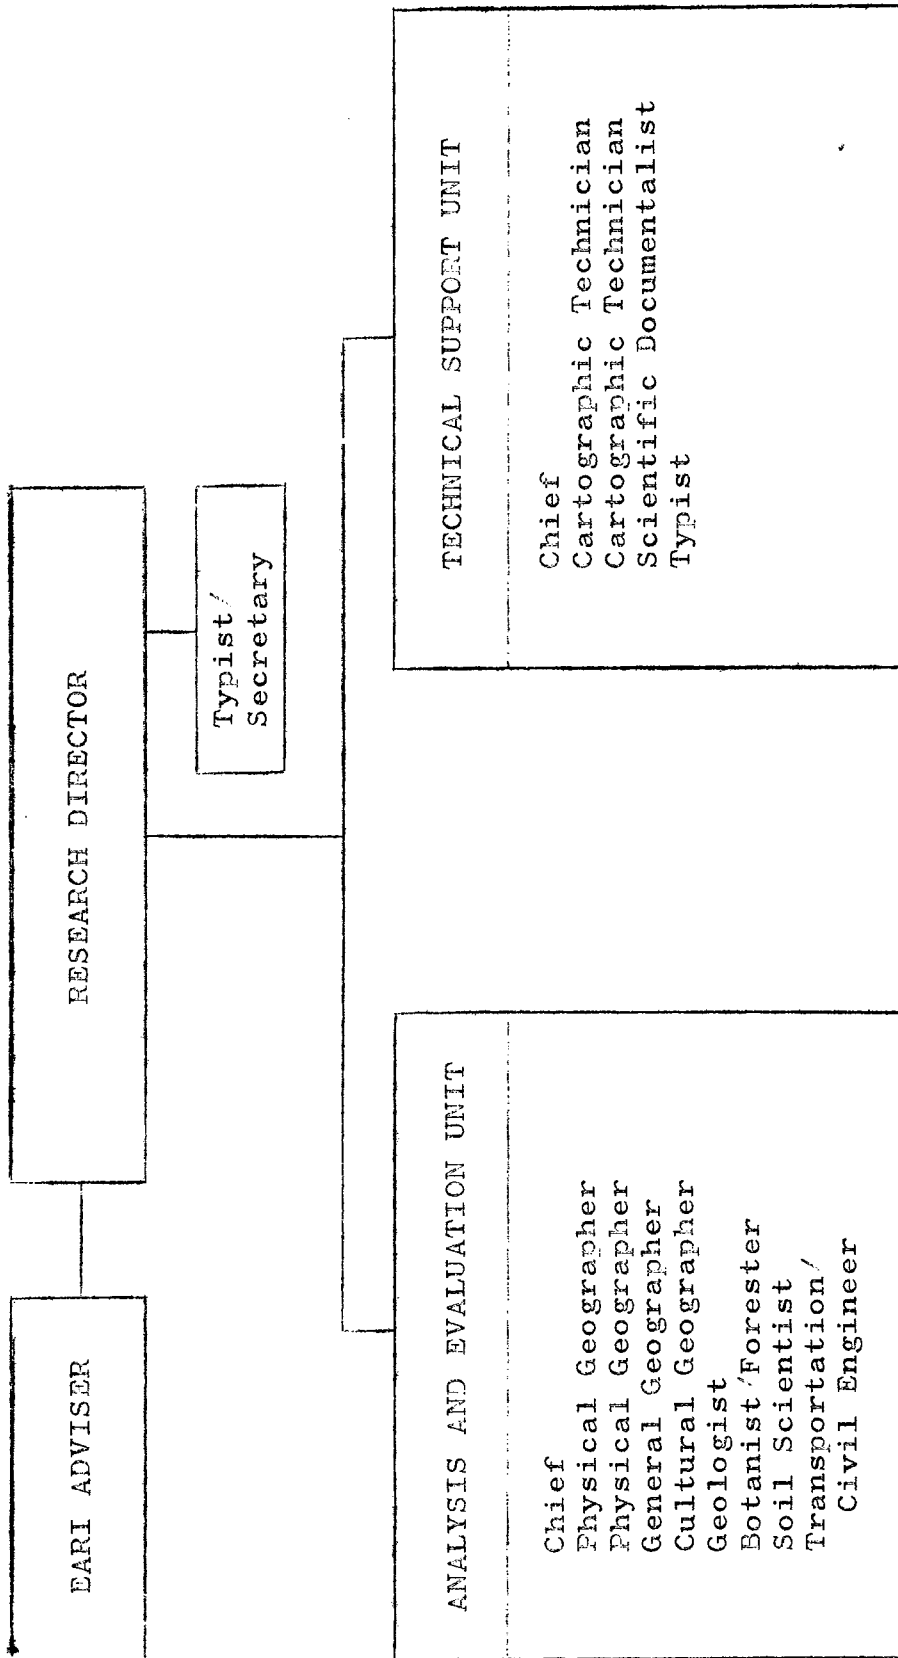 EARI ADVISER
RESEARCH DIRECTOR
Typist/
Secretary
ANALYSIS AND EVALUATION UNIT
Chief
Physical Geographer
Physical Geographer
General Geographer
Cultural Geographer
Geologist
Botanist/Forester
Soil Scientist
Transportation/
Civil Engineer
TECHNICAL SUPPORT UNIT
Chief
Cartographic Technician
Cartographic Technician
Scientific Documentalist
Typist